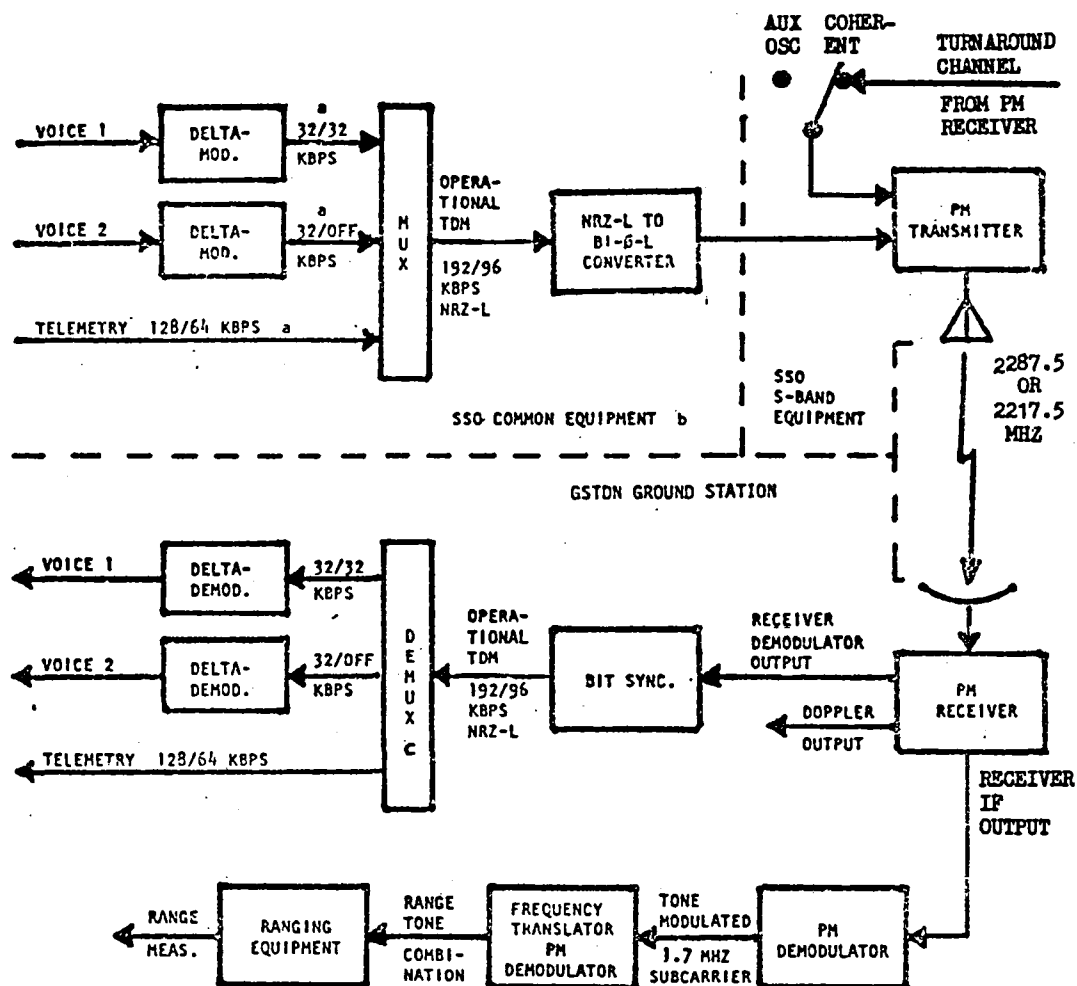 AUX COHER-
OSC ENT
TURNAROUND
CHANNEL
FROM PM
RECEIVER
VOICE 1
DELTA-
MOD.
a
32/32
KBPS
VOICE 2
DELTA-
MOD.
a
32/OFF
KBPS
TELEMETRY 128/64 KBPS a
MUX
OPERA-
TIONAL
TDM
192/96
KBPS
NRZ-L
NRZ-L TO
BI-Φ-L
CONVERTER
PM
TRANSMITTER
SSO COMMON EQUIPMENT b
SSO
S-BAND
EQUIPMENT
2287.5
OR
2217.5
MHZ
GSTDN GROUND STATION
VOICE 1
DELTA-
DEMOD.
32/32
KBPS
VOICE 2
DELTA-
DEMOD.
32/OFF
KBPS
TELEMETRY 128/64 KBPS
DEMUX C
OPERA-
TIONAL
TDM
192/96
KBPS
NRZ-L
BIT SYNC.
RECEIVER
DEMODULATOR
OUTPUT
DOPPLER
OUTPUT
PM
RECEIVER
RECEIVER
IF
OUTPUT
RANGE
MEAS.
RANGING
EQUIPMENT
RANGE
TONE
COMBI-
NATION
FREQUENCY
TRANSLATOR
PM
DEMODULATOR
TONE
MODULATED
1.7 MHZ
SUBCARRIER
PM
DEMODULATOR